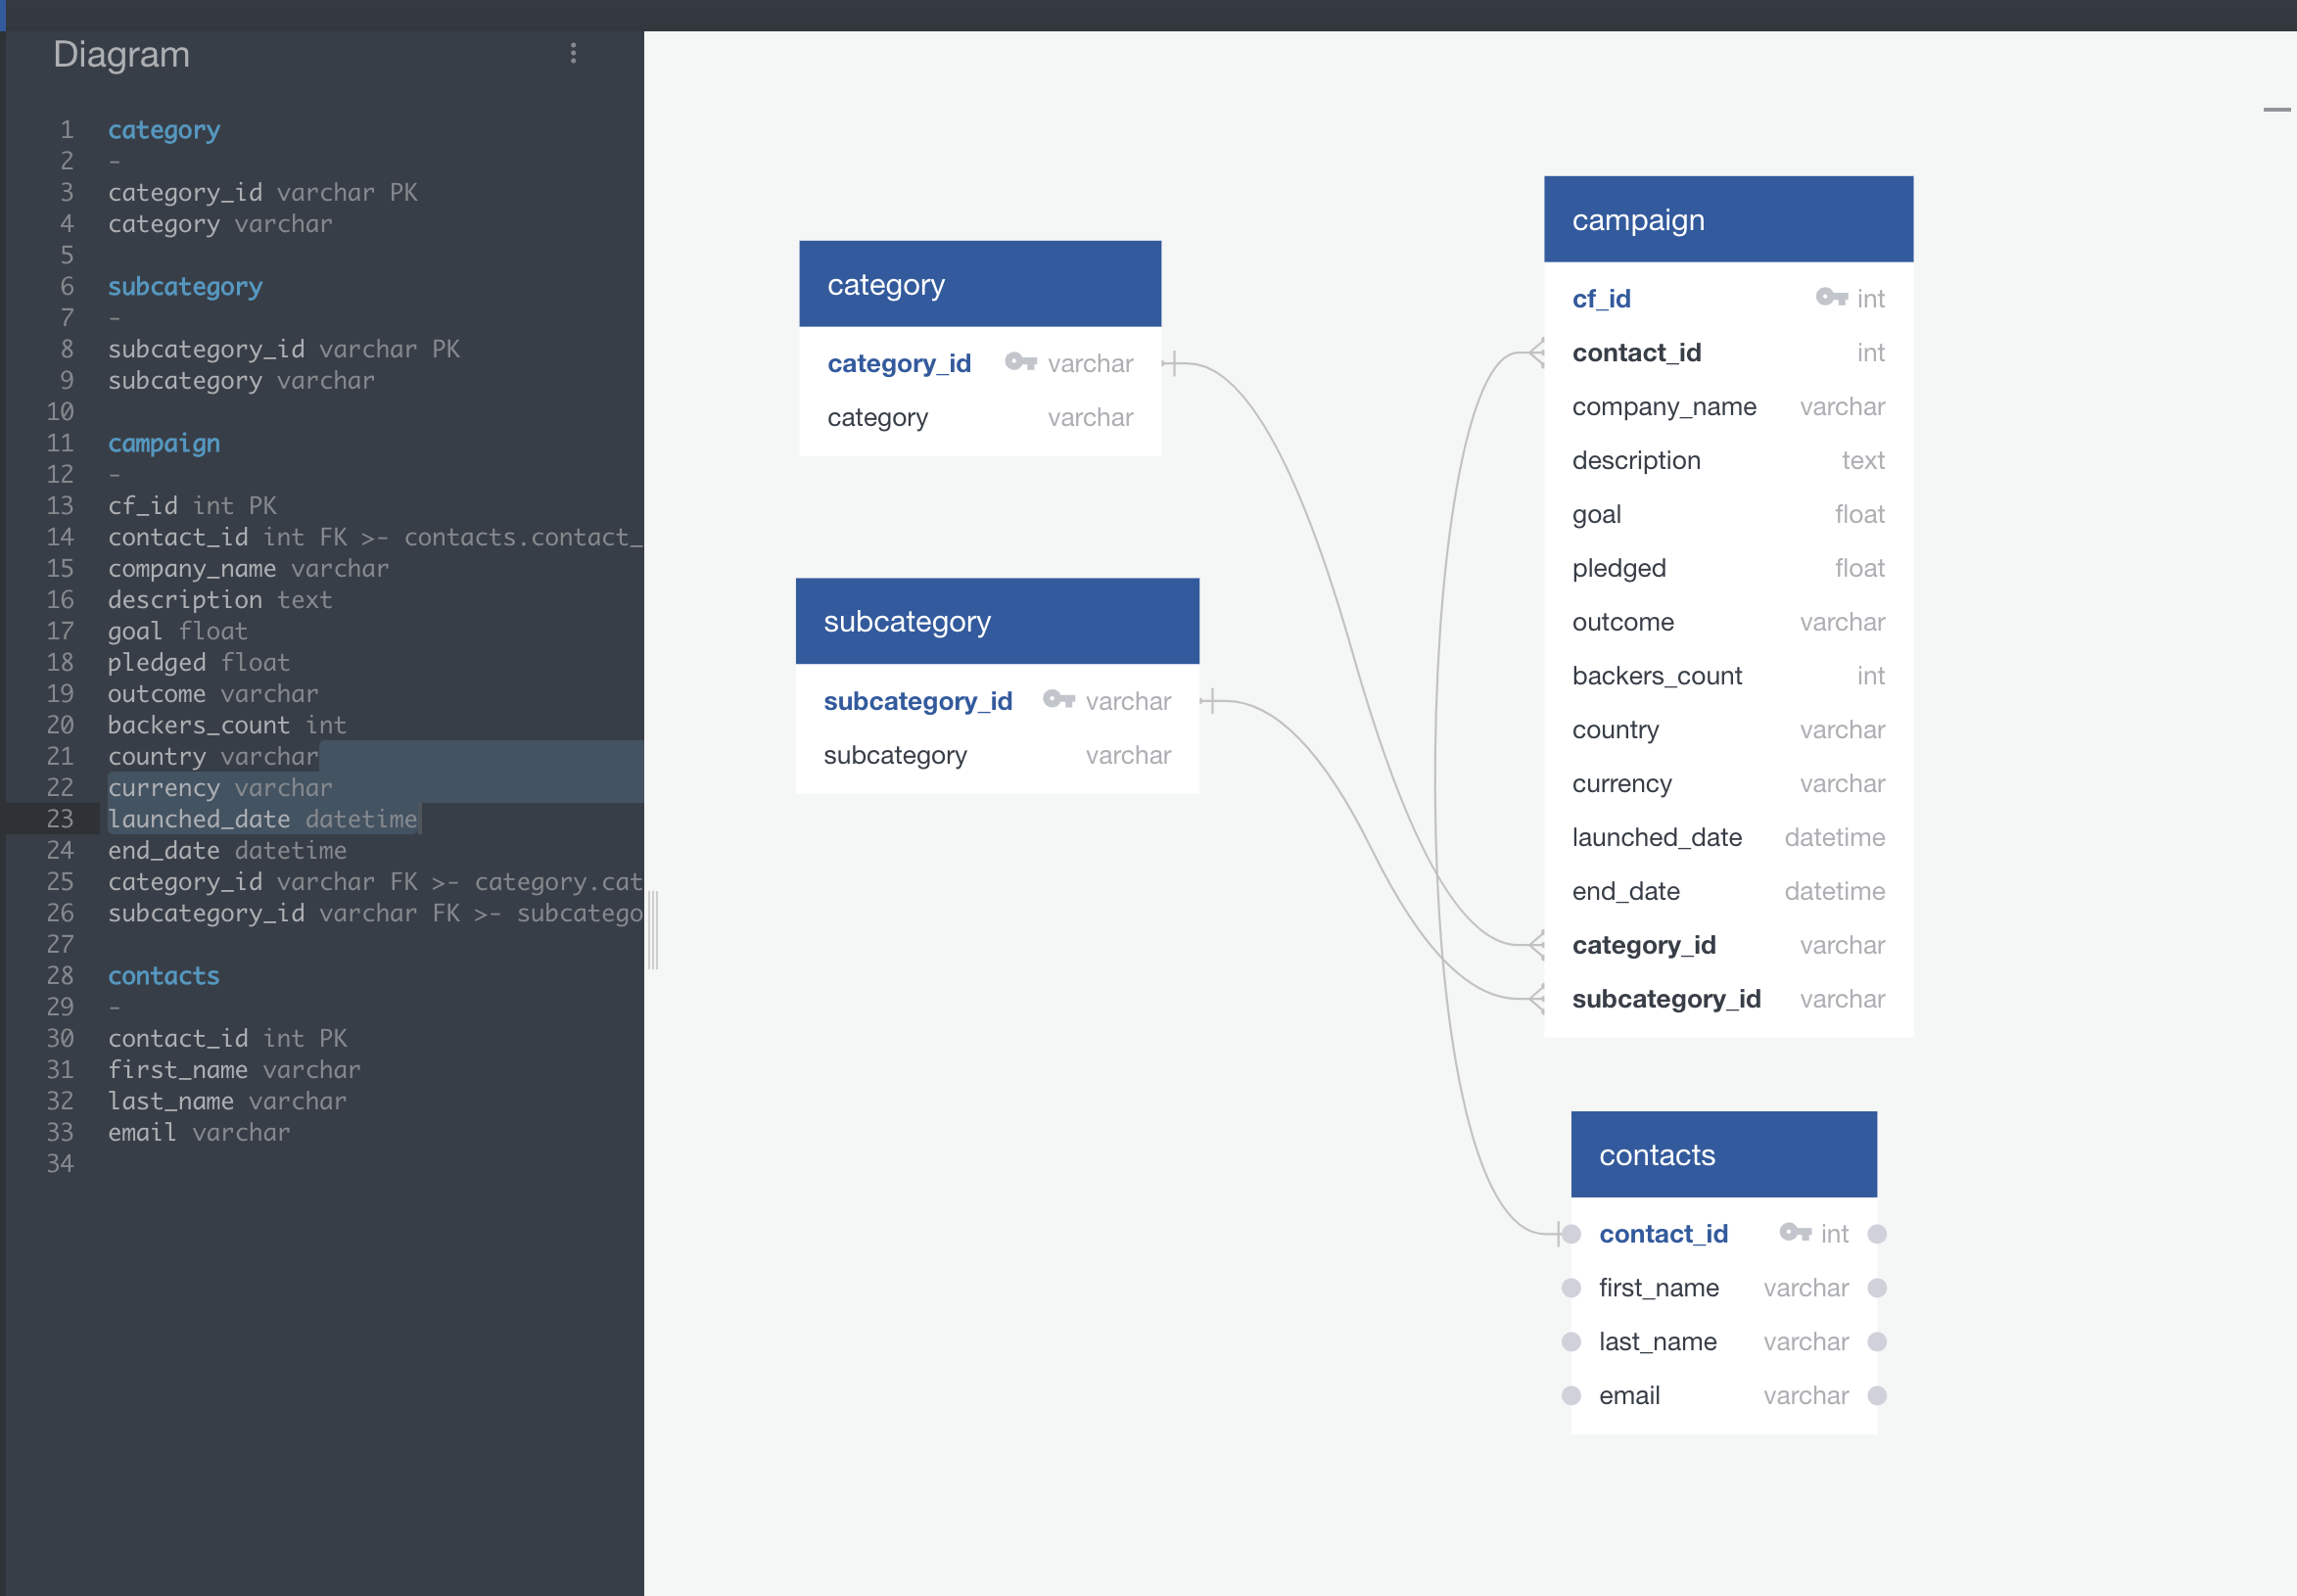 Diagram
1 category
2 -
3 category_id varchar PK
4 category varchar
5
6 subcategory
7 -
8 subcategory_id varchar PK
9 subcategory varchar
10
11 campaign
12 -
13 cf_id int PK
14 contact_id int FK >- contacts.contact_
15 company_name varchar
16 description text
17 goal float
18 pledged float
19 outcome varchar
20 backers_count int
21 country varchar
22 currency varchar
23 launched_date datetime
24 end_date datetime
25 category_id varchar FK >- category.cat
26 subcategory_id varchar FK >- subcatego
27
28 contacts
29 -
30 contact_id int PK
31 first_name varchar
32 last_name varchar
33 email varchar
34
category
category_id varchar
category varchar
subcategory
subcategory_id varchar
subcategory varchar
campaign
cf_id int
contact_id int
company_name varchar
description text
goal float
pledged float
outcome varchar
backers_count int
country varchar
currency varchar
launched_date datetime
end_date datetime
category_id varchar
subcategory_id varchar
contacts
contact_id int
first_name varchar
last_name varchar
email varchar